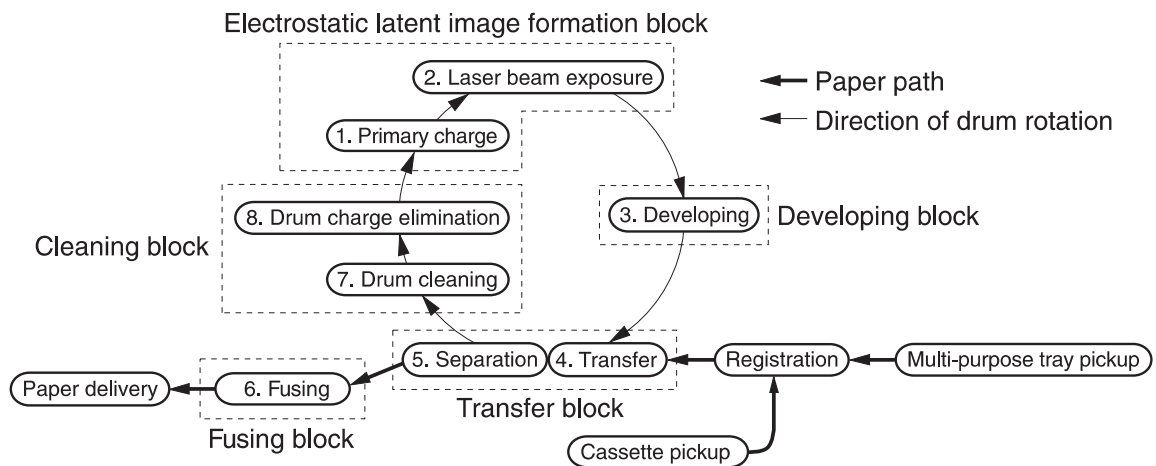 Electrostatic latent image formation block
2. Laser beam exposure
Paper path
Direction of drum rotation
1. Primary charge
8. Drum charge elimination
3. Developing
Developing block
Cleaning block
7. Drum cleaning
5. Separation
4. Transfer
Registration
Multi-purpose tray pickup
Paper delivery
6. Fusing
Transfer block
Fusing block
Cassette pickup